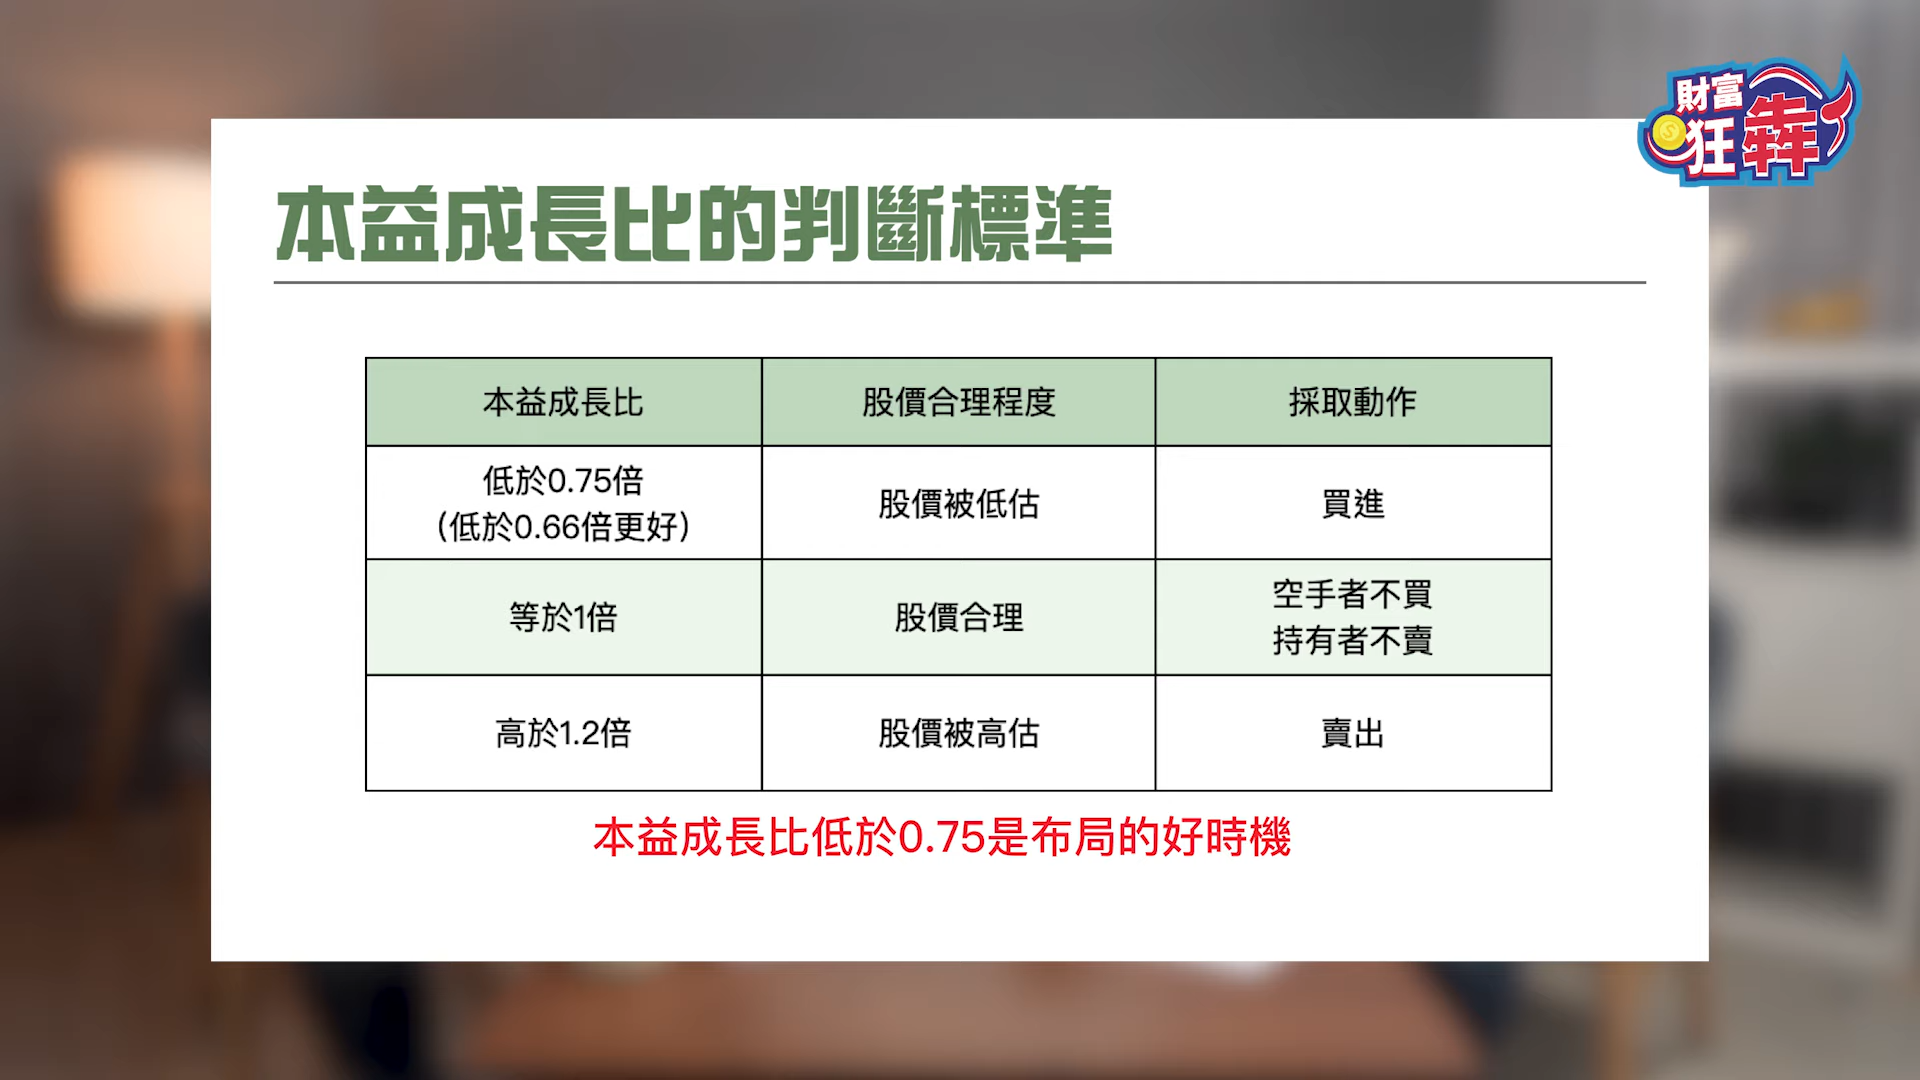 財富
狂犇
本益成長比的判斷標準
本益成長比
股價合理程度
採取動作
低於0.75倍
(低於0.66倍更好)
股價被低估
買進
等於1倍
股價合理
空手者不買
持有者不賣
高於1.2倍
股價被高估
賣出
本益成長比低於0.75是布局的好時機